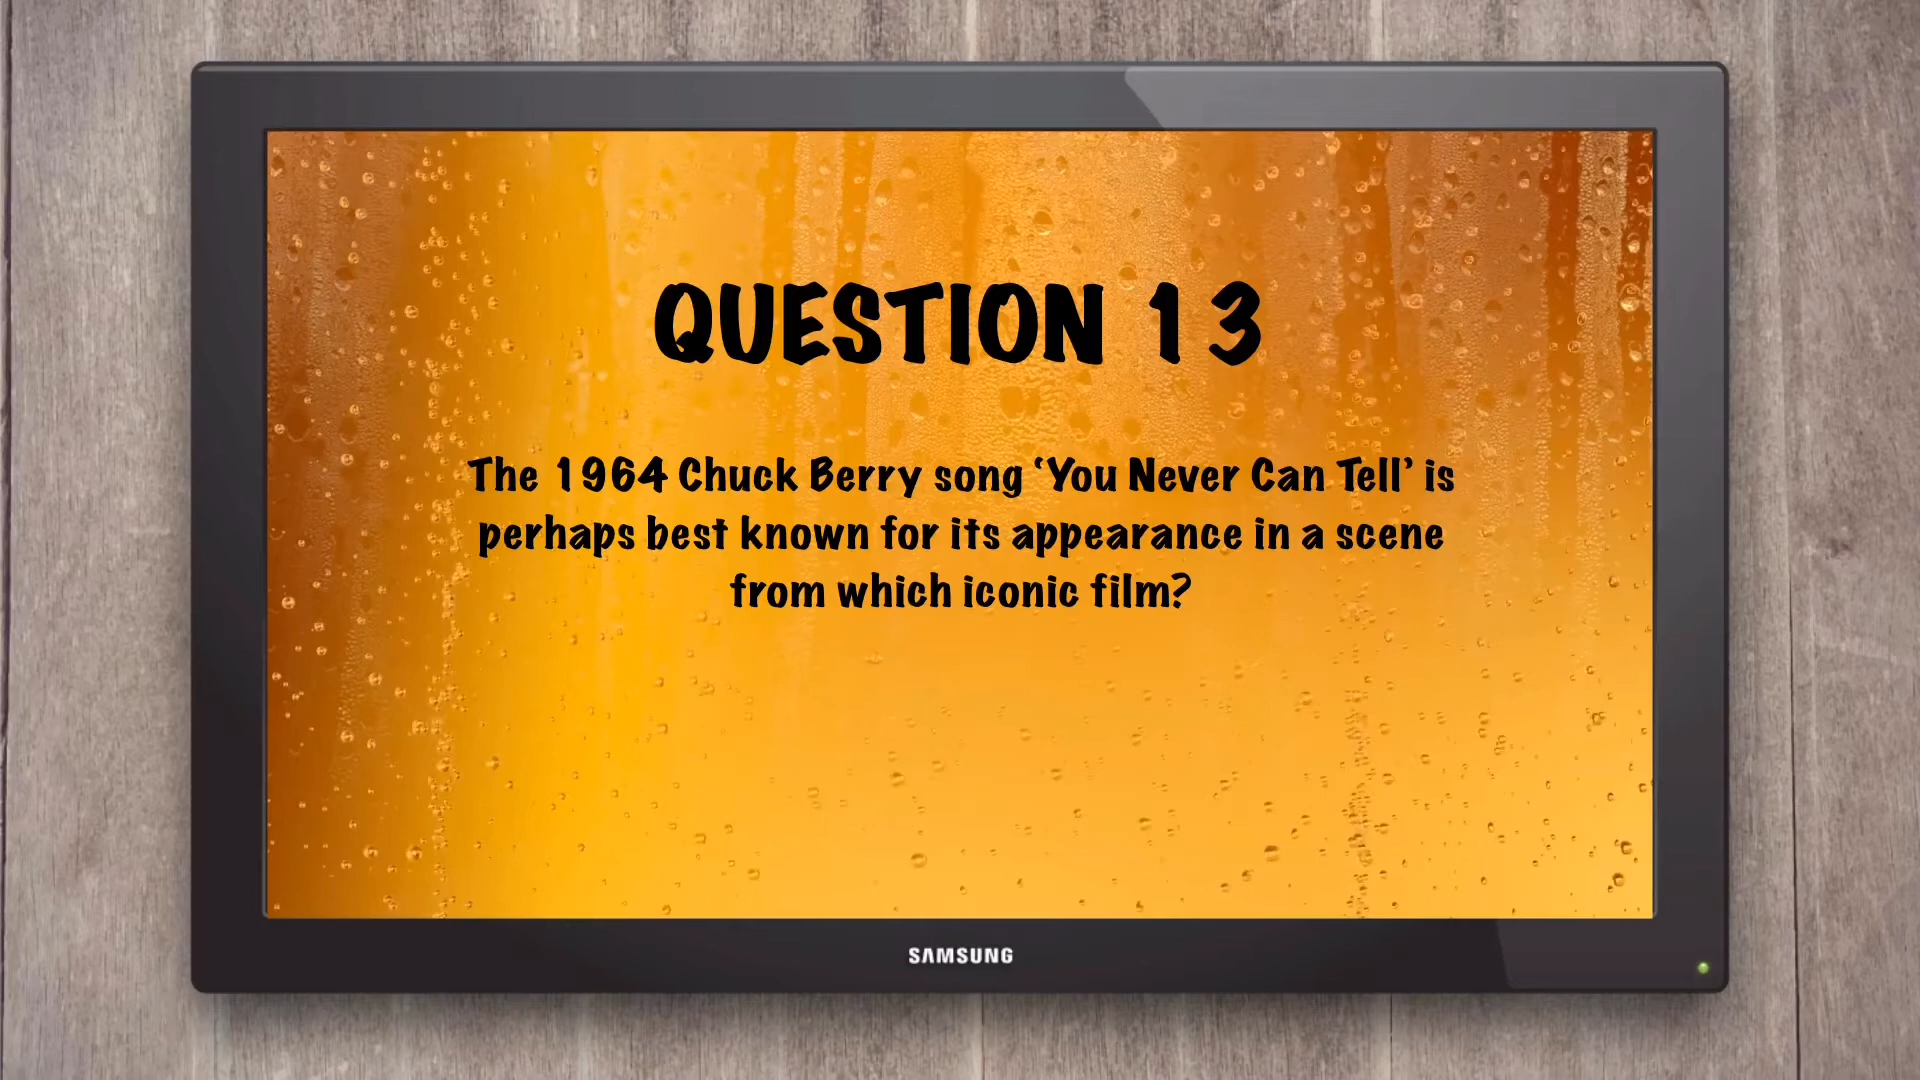 QUESTION 13
The 1964 Chuck Berry song ‘You Never Can Tell’ is
perhaps best known for its appearance in a scene
from which iconic film?
SAMSUNG